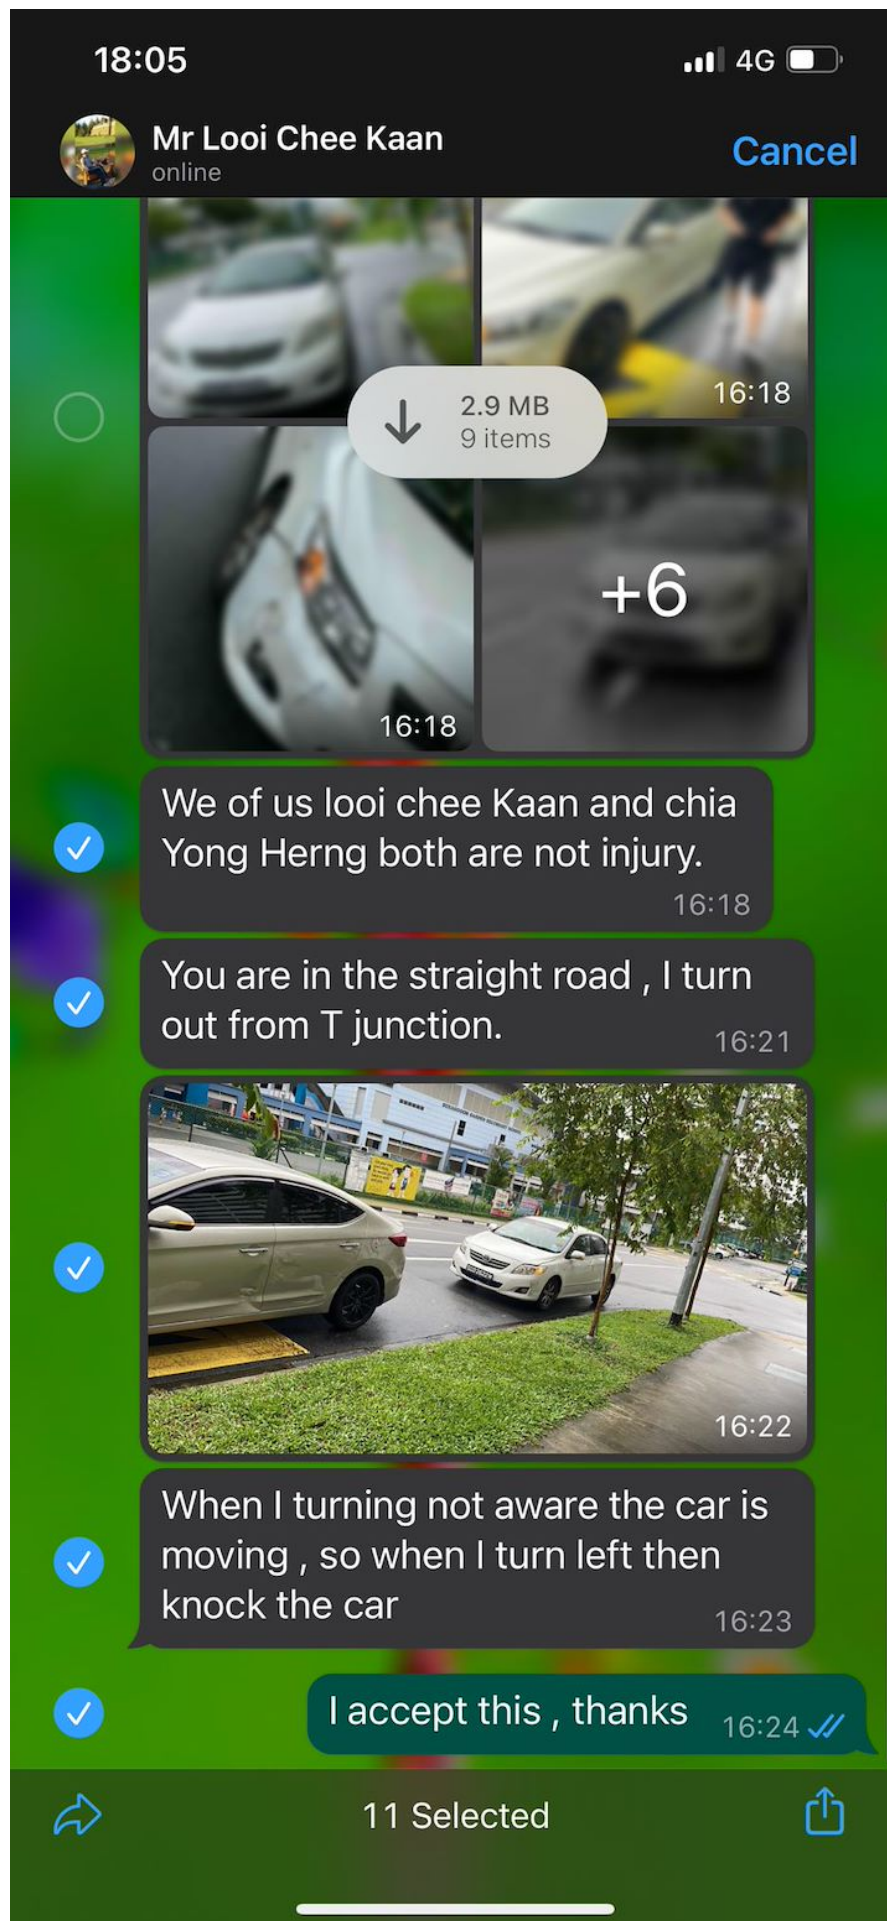 18:05
4G
Mr Looi Chee Kaan
online
Cancel
16:18
2.9 MB
9 items
+6
16:18
We of us looi chee Kaan and chia
Yong Herng both are not injury.
16:18
You are in the straight road , I turn
out from T junction.
16:21
16:22
When I turning not aware the car is
moving , so when I turn left then
knock the car
16:23
I accept this , thanks
16:24
11 Selected